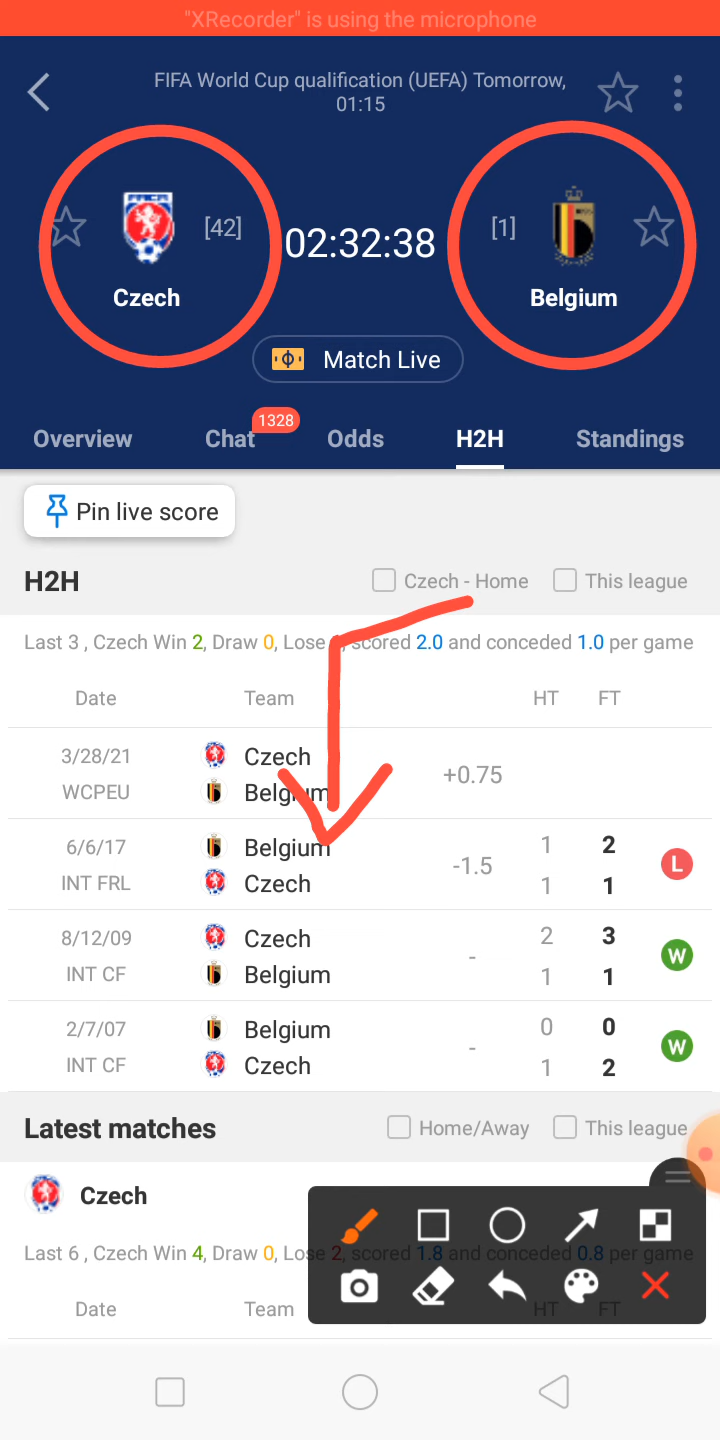 "XRecorder" is using the microphone
FIFA World Cup qualification (UEFA) Tomorrow,
01:15
[42] 02:32:38 [1]
Czech Belgium
Match Live
1328
Overview Chat Odds H2H Standings
Pin live score
H2H Czech - Home This league
Last 3 , Czech Win 2, Draw 0, Lose , scored 2.0 and conceded 1.0 per game
Date Team HT FT
3/28/21 Czech
+0.75
WCPEU Belgium
6/6/17 Belgium 1 2
-1.5 L
INT FRL Czech 1 1
8/12/09 Czech 2 3
- W
INT CF Belgium 1 1
2/7/07 Belgium 0 0
- W
INT CF Czech 1 2
Latest matches Home/Away This league
Czech
Last 6 , Czech Win 4, Draw 0, Lose 2, scored 1.8 and conceded 0.8 per game
Date Team HT FT